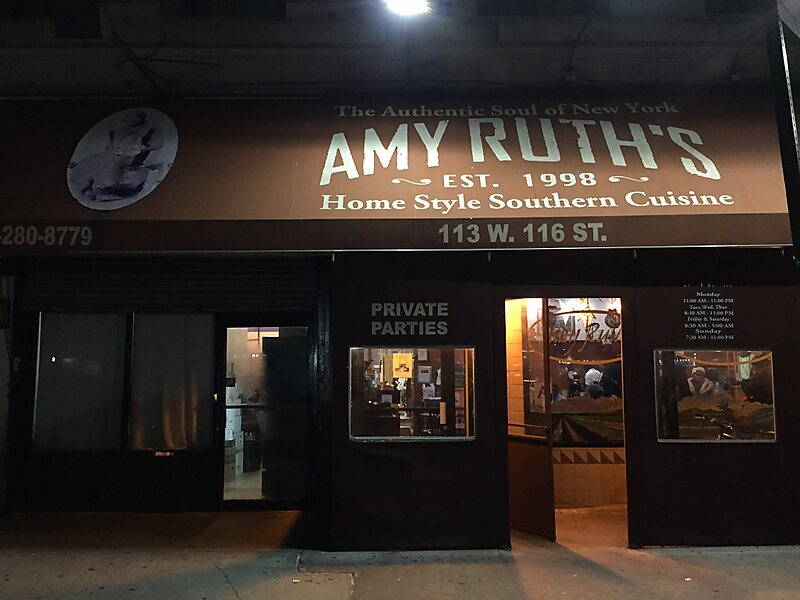 The Authentic Soul of New York
AMY RUTH'S
EST. 1998
Home Style Southern Cuisine
-280-8779
113 W. 116 ST.
PRIVATE
PARTIES
Monday
11:00 AM - 11:00 PM
Tues, Wed, Thur
8:30 AM - 11:00 PM
Friday & Saturday
8:30 AM - 5:00 AM
Sunday
7:30 AM - 11:00 PM